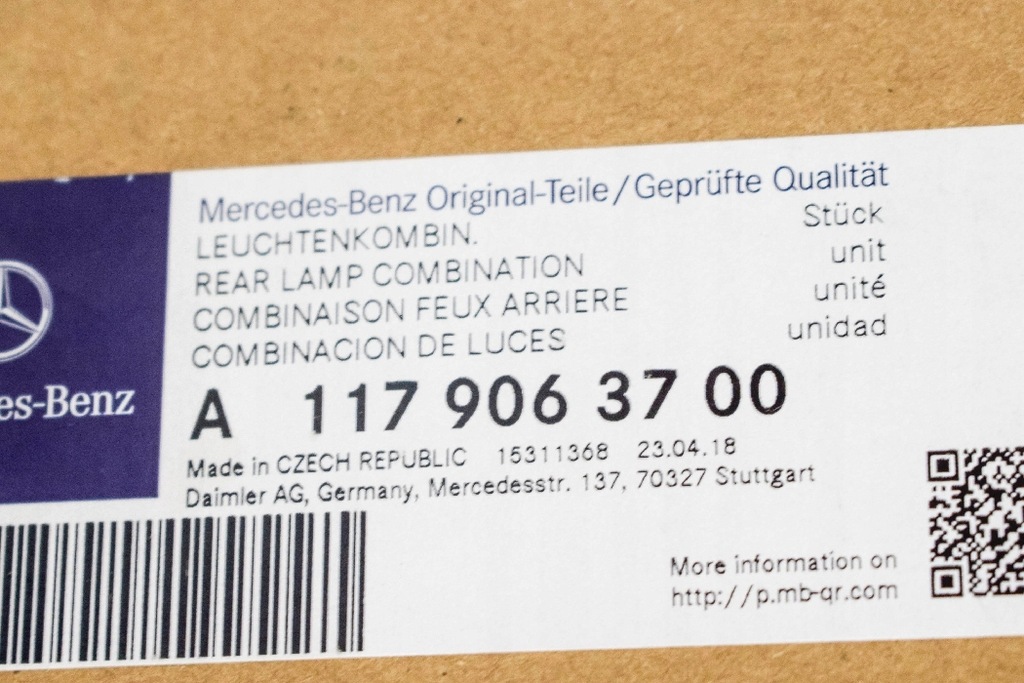 Mercedes-Benz Original-Teile/Geprüfte Qualität
LEUCHTENKOMBIN. Stück
REAR LAMP COMBINATION unit
COMBINAISON FEUX ARRIERE unité
COMBINACION DE LUCES unidad
es-Benz
A 117 906 37 00
Made in CZECH REPUBLIC 15311368 23.04.18
Daimler AG, Germany, Mercedesstr. 137, 70327 Stuttgart
More information on
http://p.mb-qr.com